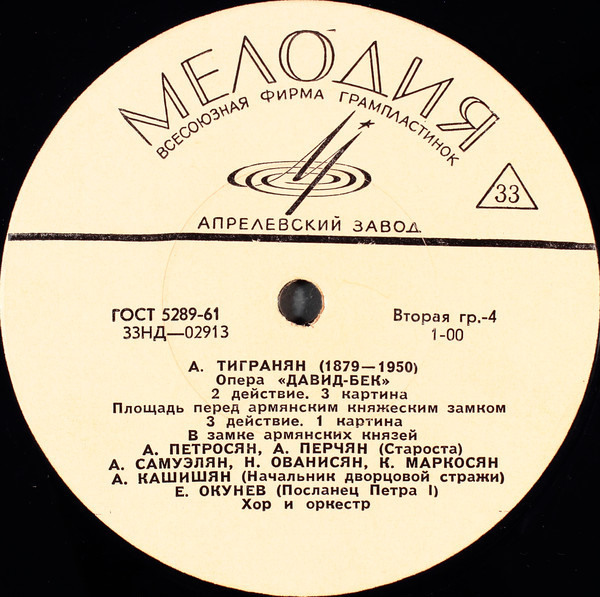 МЕЛОДИЯ
ВСЕСОЮЗНАЯ ФИРМА ГРАМПЛАСТИНОК
33
АПРЕЛЕВСКИЙ ЗАВОД
ГОСТ 5289-61
Вторая гр.-4
33НД—02913
1-00
А. ТИГРАНЯН (1879—1950)
Опера «ДАВИД-БЕК»
2 действие. 3 картина
Площадь перед армянским княжеским замком
3 действие. 1 картина
В замке армянских князей
А. ПЕТРОСЯН, А. ПЕРЧЯН (Староста)
А. САМУЭЛЯН, Н. ОВАНИСЯН, К. МАРКОСЯН
А. КАШИШЯН (Начальник дворцовой стражи)
Е. ОКУНЕВ (Посланец Петра I)
Хор и оркестр